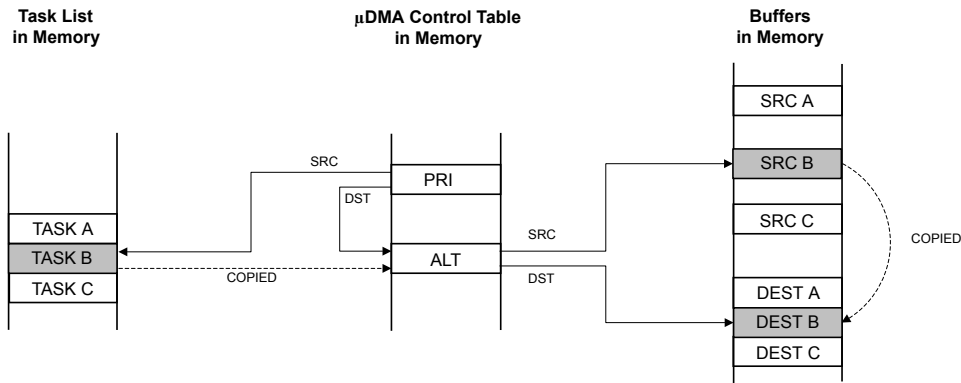 Task List
in Memory
µDMA Control Table
in Memory
Buffers
in Memory
SRC A
SRC
PRI
SRC B
DST
TASK A
SRC C
SRC
COPIED
TASK B
ALT
COPIED
DST
TASK C
DEST A
DEST B
DEST C